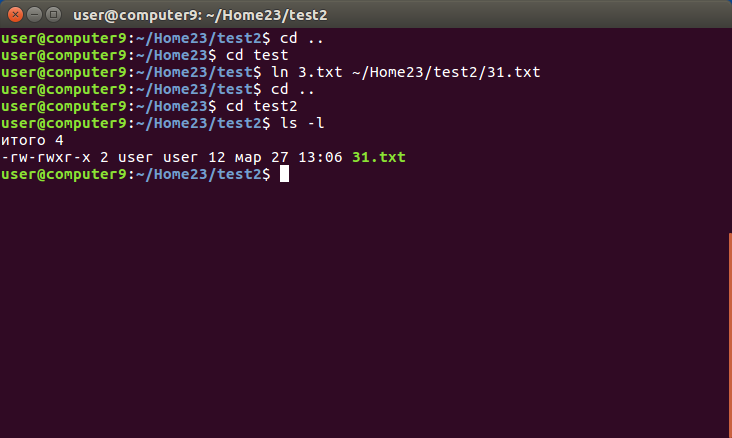 user@computer9: ~/Home23/test2
user@computer9:~/Home23/test2$ cd ..
user@computer9:~/Home23$ cd test
user@computer9:~/Home23/test$ ln 3.txt ~/Home23/test2/31.txt
user@computer9:~/Home23/test$ cd ..
user@computer9:~/Home23$ cd test2
user@computer9:~/Home23/test2$ ls -l
итого 4
-rw-rwxr-x 2 user user 12 мар 27 13:06 31.txt
user@computer9:~/Home23/test2$